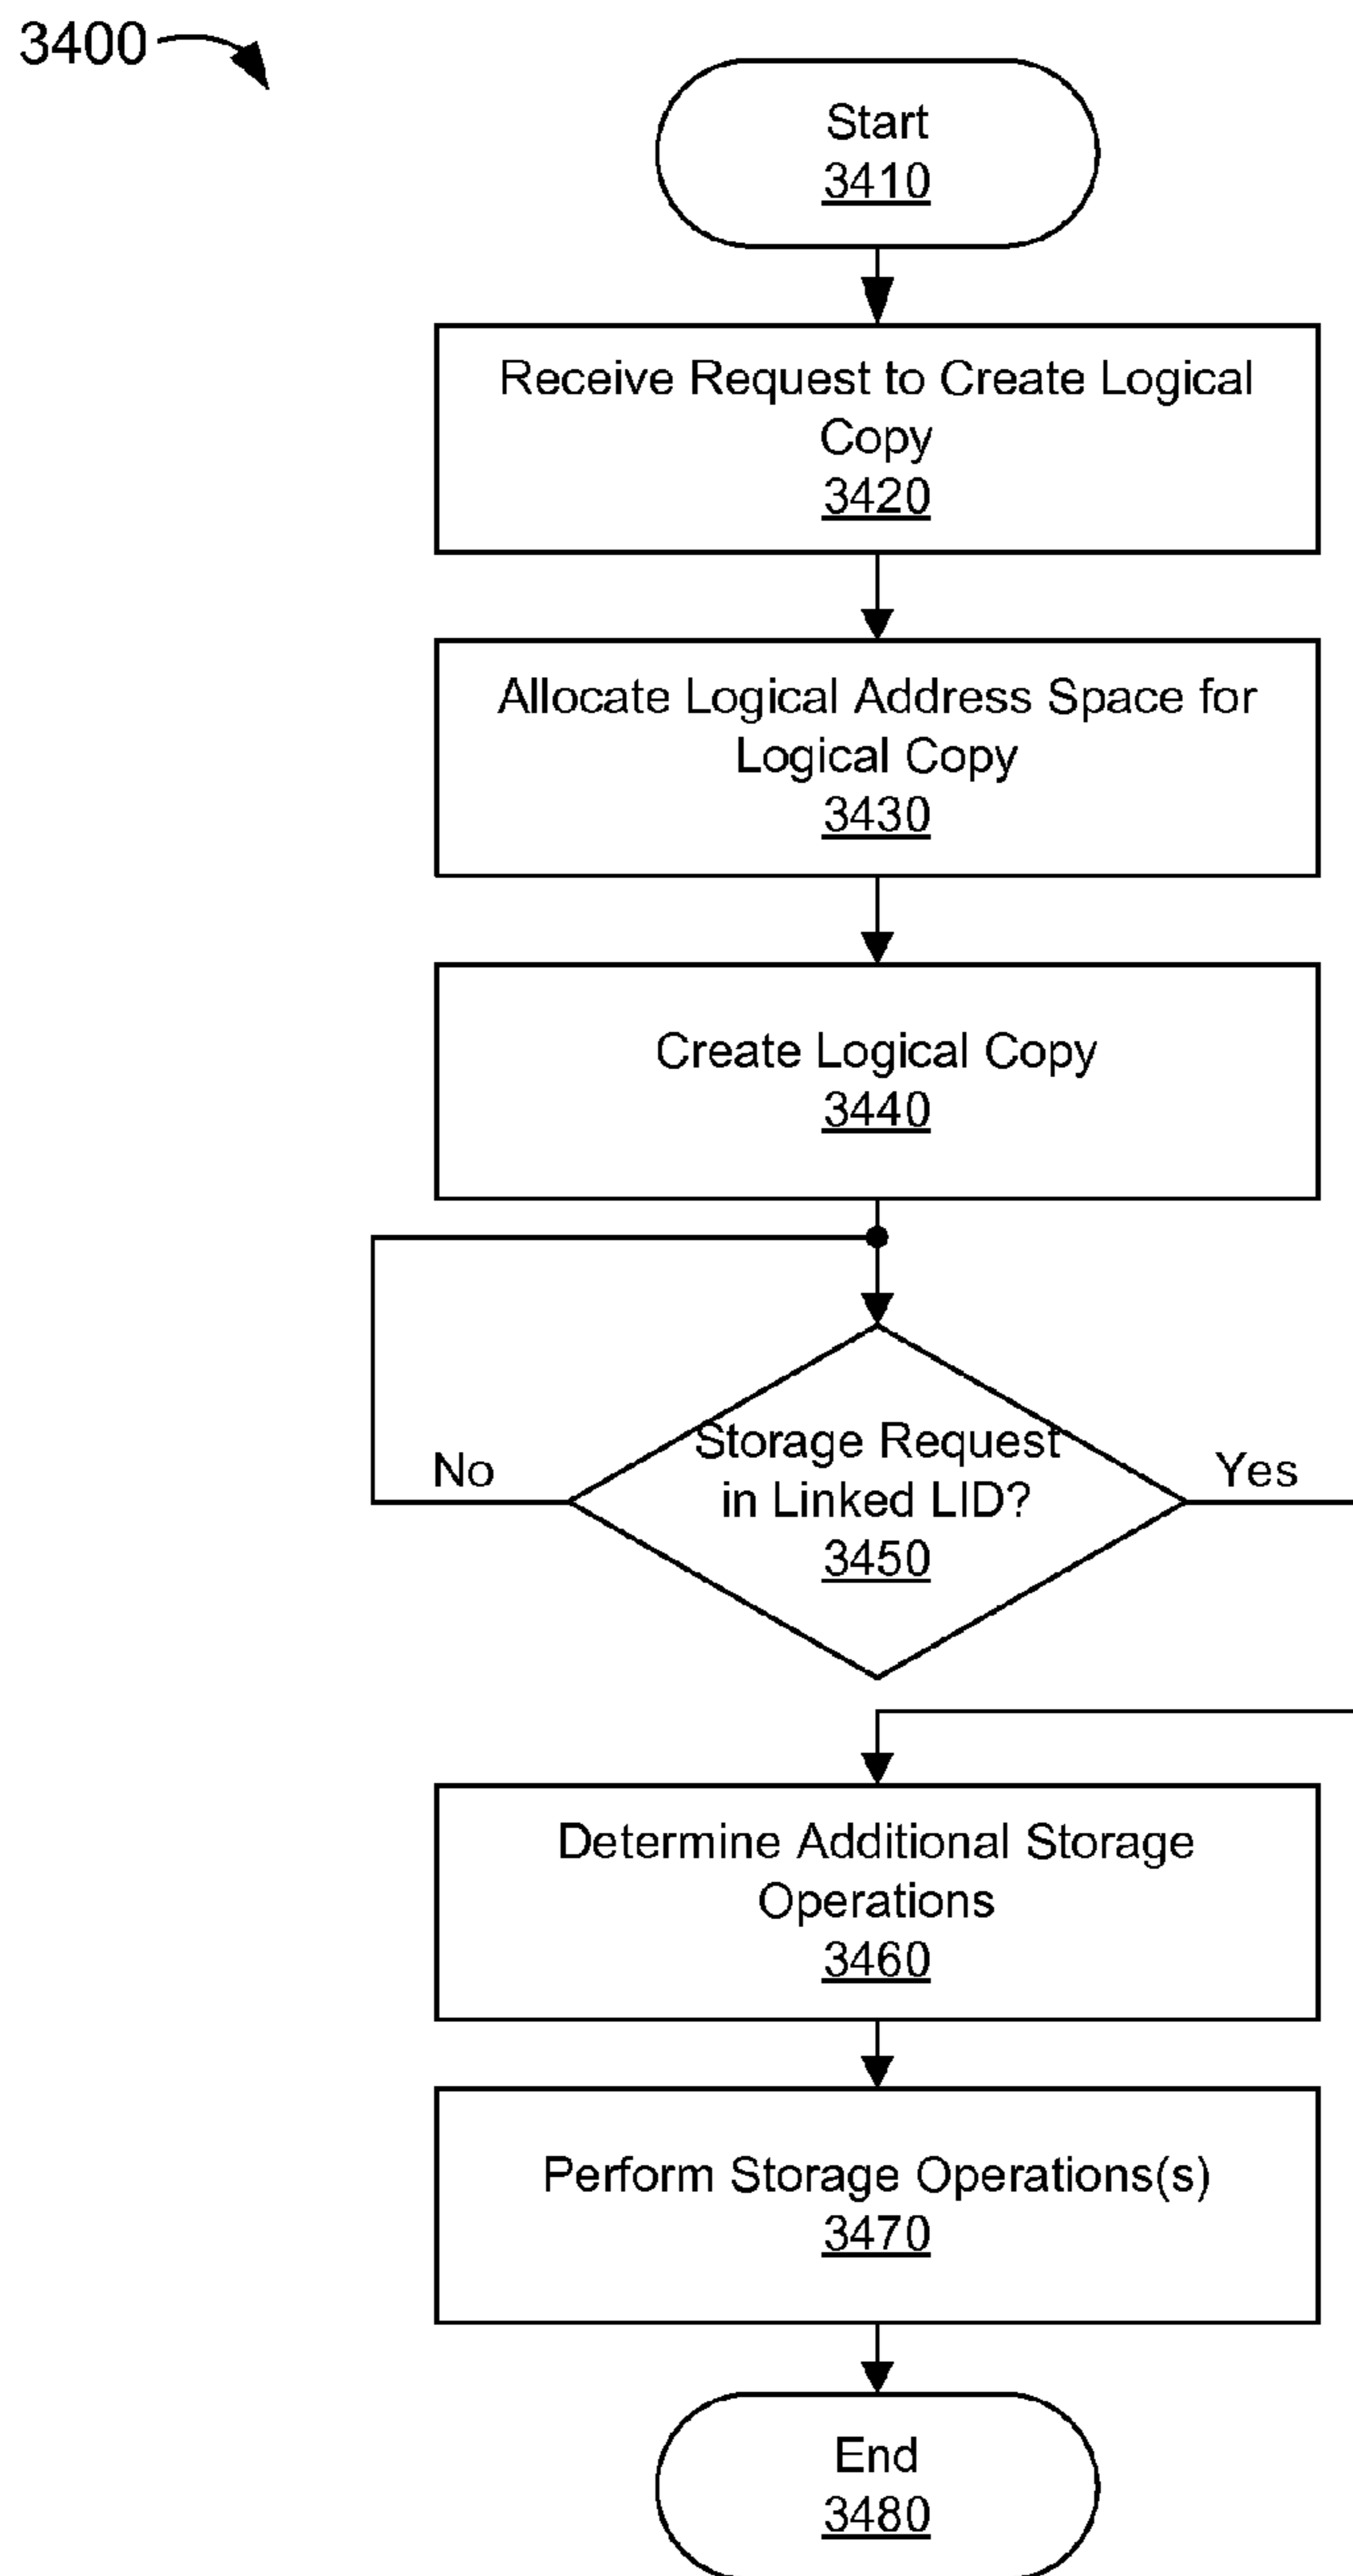 3400
Start
3410
Receive Request to Create Logical
Copy
3420
Allocate Logical Address Space for
Logical Copy
3430
Create Logical Copy
3440
Storage Request
in Linked LID?
3450
No
Yes
Determine Additional Storage
Operations
3460
Perform Storage Operations(s)
3470
End
3480